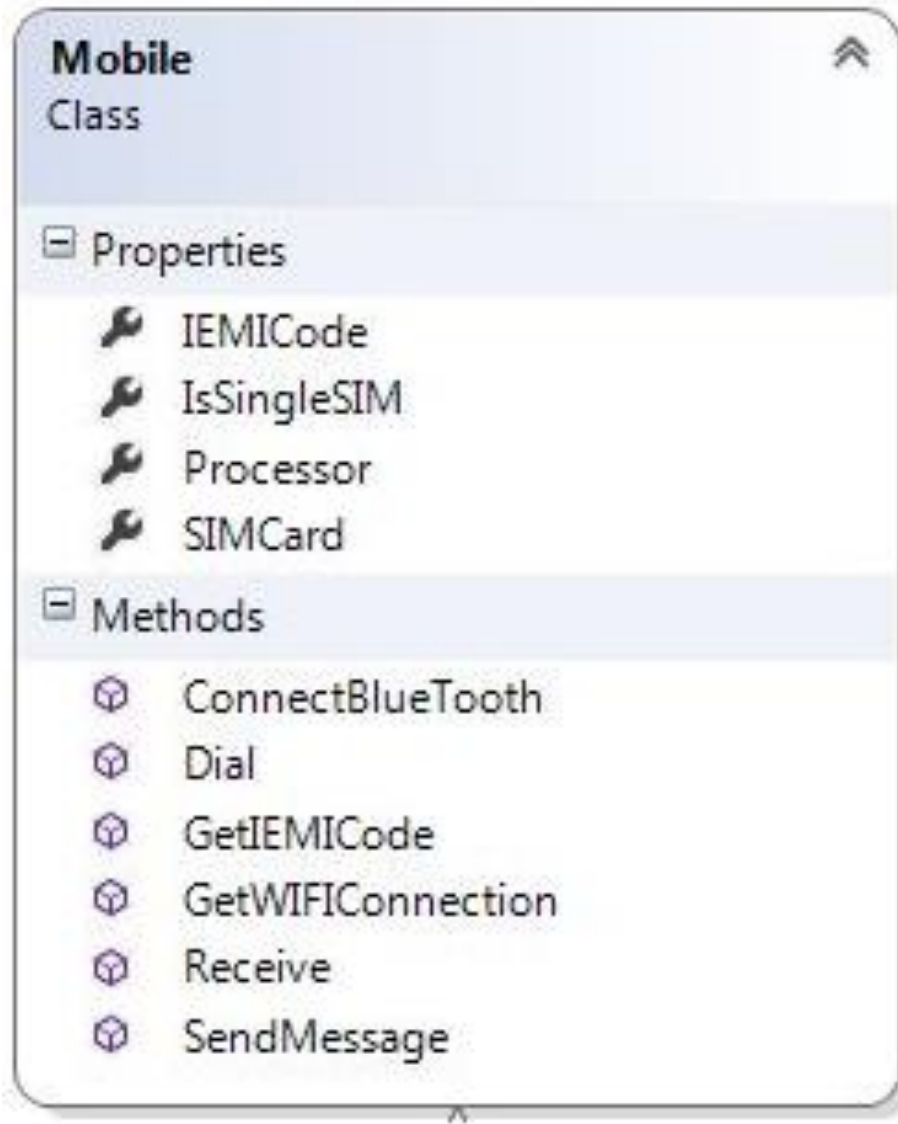 Mobile
Class
Properties
IEMICode
IsSingleSIM
Processor
SIMCard
Methods
ConnectBlueTooth
Dial
GetIEMICode
GetWIFIConnection
Receive
SendMessage